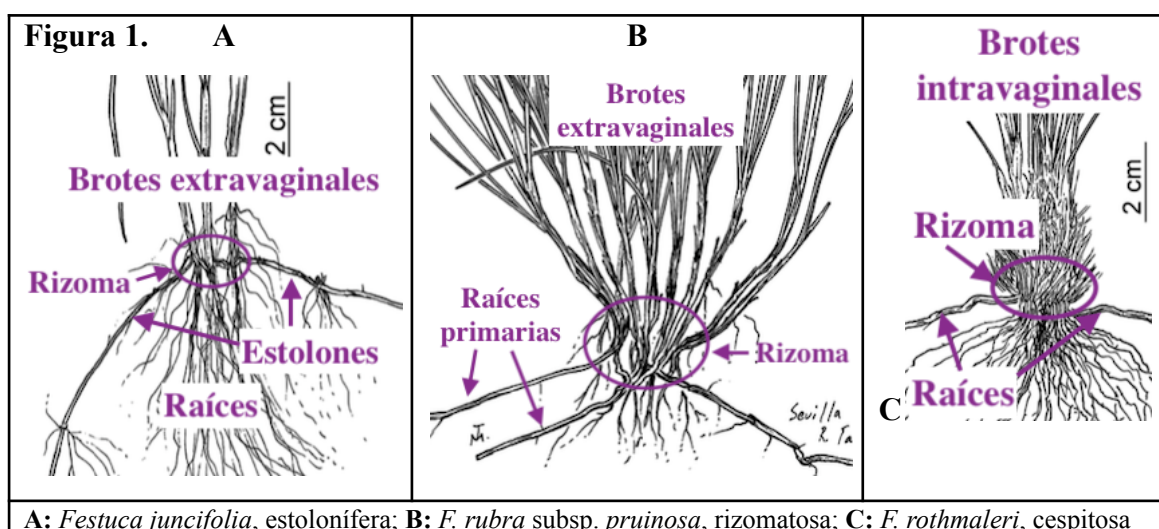 Figura 1. A
2 cm
Brotes extravaginales
Rizoma
Estolones
Raíces
B
Brotes
extravaginales
Raíces
primarias
Rizoma
Sevilla
Brotes
intravaginales
2 cm
Rizoma
Raíces
C
A: Festuca juncifolia, estolonífera; B: F. rubra subsp. pruinosa, rizomatosa; C: F. rothmaleri, cespitosa